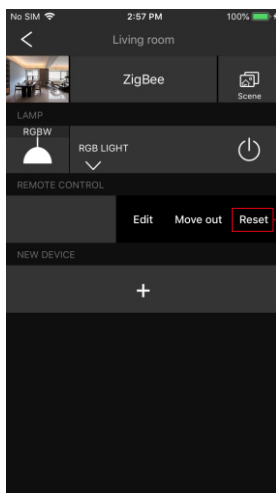 No SIM 2:57 PM 100%
Living room
ZigBee
Scene
LAMP
RGBW
RGB LIGHT
REMOTE CONTROL
Edit Move out Reset
NEW DEVICE
+